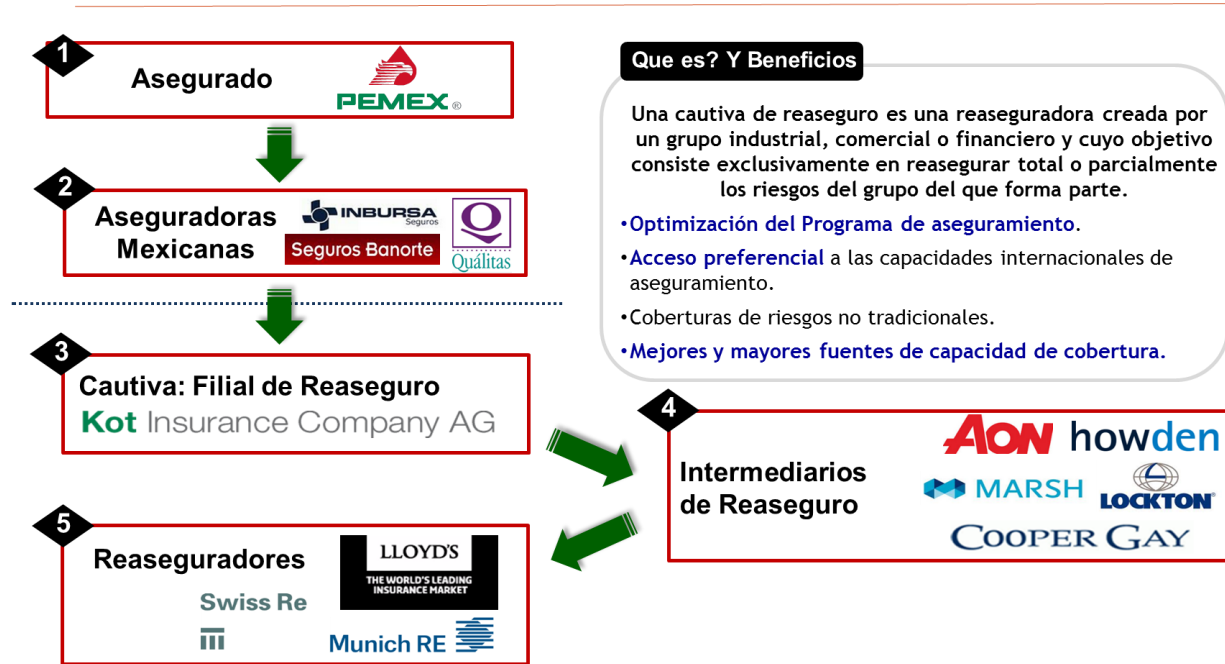 1
Asegurado
PEMEX ®
2
Aseguradoras
Mexicanas
INBURSA
Seguros
Seguros Banorte
Q
Quálitas
3
Cautiva: Filial de Reaseguro
Kot Insurance Company AG
Que es? Y Beneficios
Una cautiva de reaseguro es una reaseguradora creada por
un grupo industrial, comercial o financiero y cuyo objetivo
consiste exclusivamente en reasegurar total o parcialmente
los riesgos del grupo del que forma parte.
•Optimización del Programa de aseguramiento.
•Acceso preferencial a las capacidades internacionales de
aseguramiento.
•Coberturas de riesgos no tradicionales.
•Mejores y mayores fuentes de capacidad de cobertura.
4
Intermediarios
de Reaseguro
AON
howden
MARSH
LOCKTON
COOPER GAY
5
Reaseguradores
LLOYD'S
THE WORLD'S LEADING
INSURANCE MARKET
Swiss Re
Munich RE